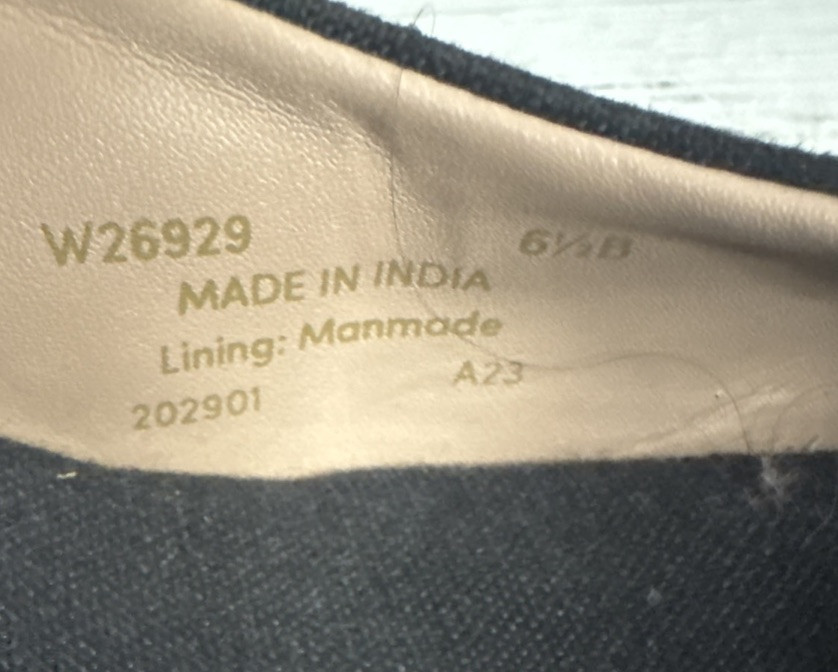 W26929 6½B
MADE IN INDIA
Lining: Manmade
202901 A23